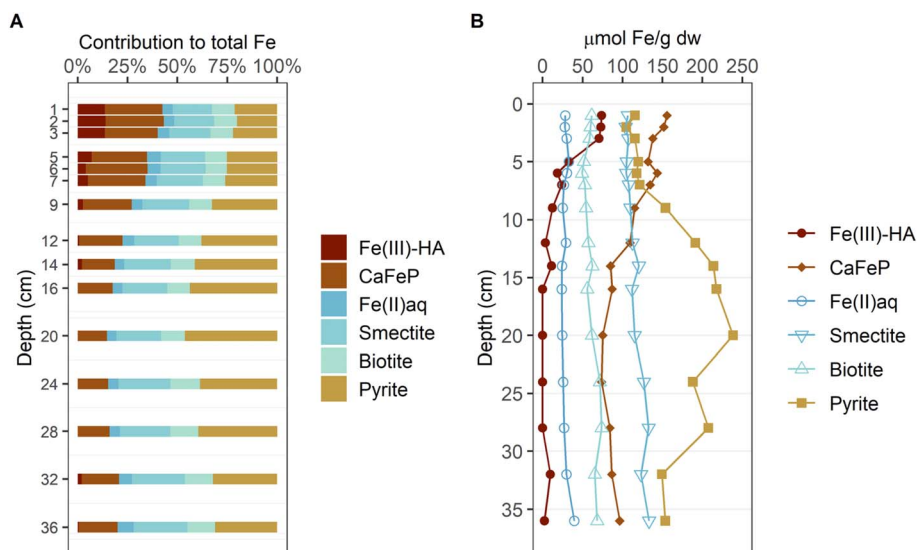 A
Contribution to total Fe
0% 25% 50% 75% 100%
Depth (cm)
1
2
3
5
6
7
9
12
14
16
20
24
28
32
36
Fe(III)-HA
CaFeP
Fe(II)aq
Smectite
Biotite
Pyrite
B
μmol Fe/g dw
0 50 100 150 200 250
Depth (cm)
0
5
10
15
20
25
30
35
Fe(III)-HA
CaFeP
Fe(II)aq
Smectite
Biotite
Pyrite